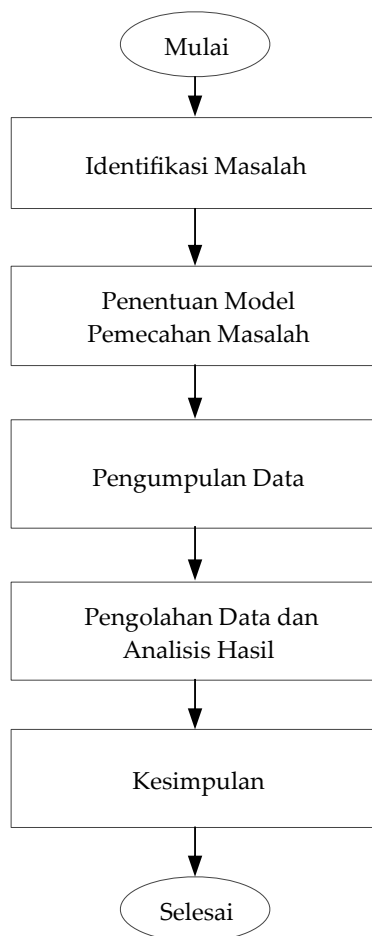 Mulai
Identifikasi Masalah
Penentuan Model
Pemecahan Masalah
Pengumpulan Data
Pengolahan Data dan
Analisis Hasil
Kesimpulan
Selesai